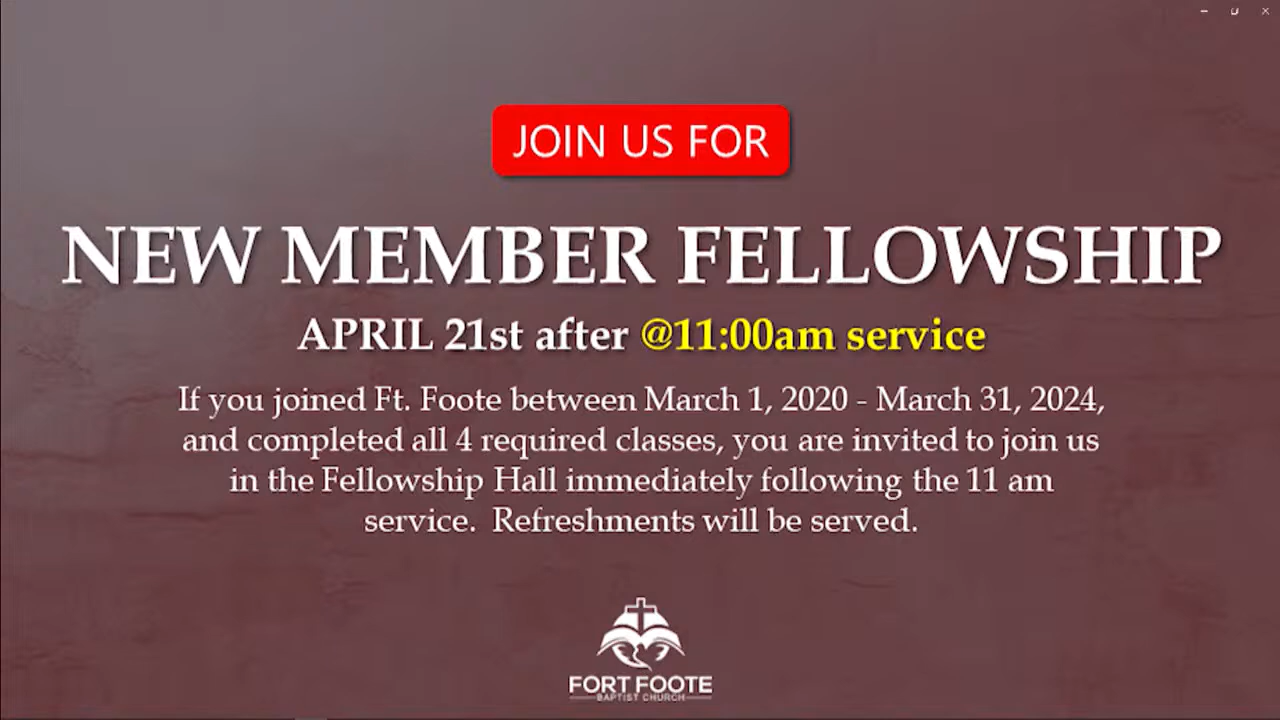 JOIN US FOR
NEW MEMBER FELLOWSHIP
APRIL 21st after @11:00am service
If you joined Ft. Foote between March 1, 2020 - March 31, 2024,
and completed all 4 required classes, you are invited to join us
in the Fellowship Hall immediately following the 11 am
service.  Refreshments will be served.
FORT FOOTE
BAPTIST CHURCH